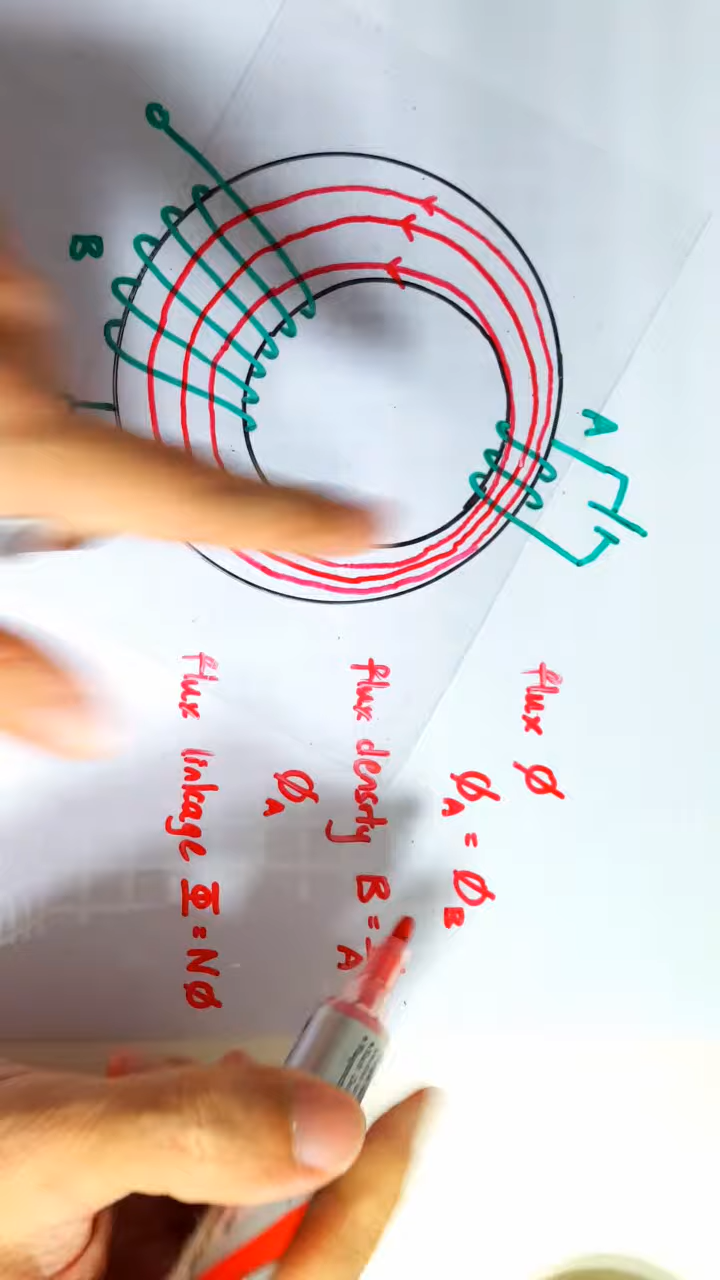 A
B
flux ϕ
ϕA = ϕB
flux density B = A
ϕA
flux linkage Φ = Nϕ